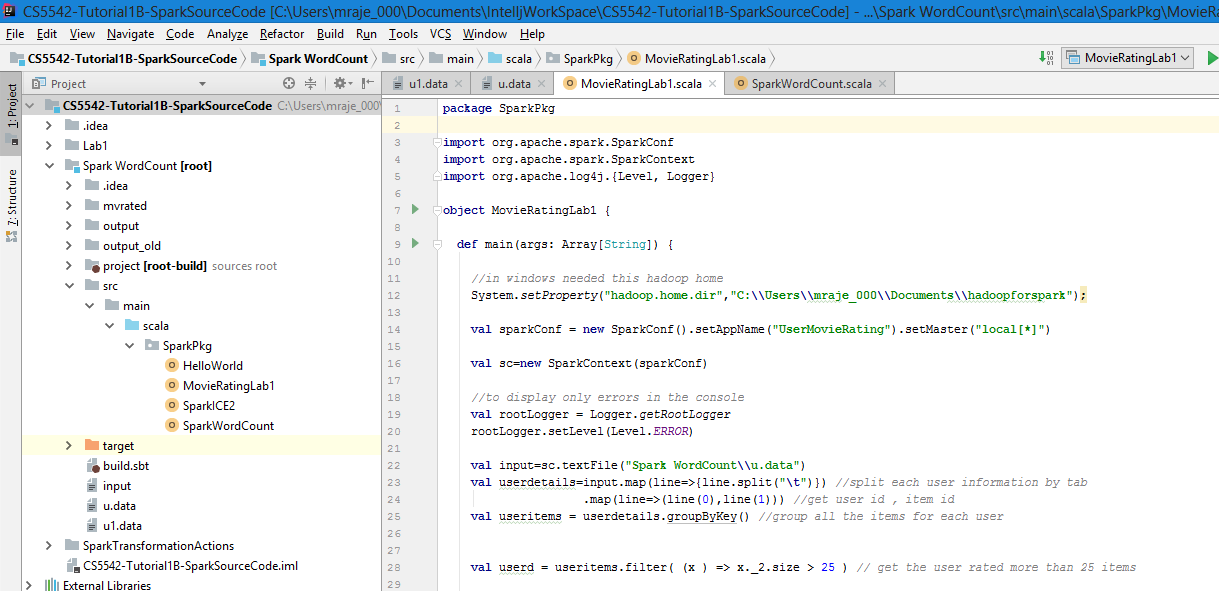 CS5542-Tutorial1B-SparkSourceCode [C:\Users\mraje_000\Documents\IntelljWorkSpace\CS5542-Tutorial1B-SparkSourceCode] - ...\Spark WordCount\src\main\scala\SparkPkg\MovieRa
File Edit View Navigate Code Analyze Refactor Build Run Tools VCS Window Help
CS5542-Tutorial1B-SparkSourceCode Spark WordCount src main scala SparkPkg MovieRatingLab1.scala MovieRatingLab1
Project u1.data u.data MovieRatingLab1.scala SparkWordCount.scala
1: Project
7: Structure
CS5542-Tutorial1B-SparkSourceCode C:\Users\mraje_000\
.idea
Lab1
Spark WordCount [root]
.idea
mvrated
output
output_old
project [root-build] sources root
src
main
scala
SparkPkg
HelloWorld
MovieRatingLab1
SparkICE2
SparkWordCount
target
build.sbt
input
u.data
u1.data
SparkTransformationActions
CS5542-Tutorial1B-SparkSourceCode.iml
External Libraries
1 package SparkPkg
2
3 import org.apache.spark.SparkConf
4 import org.apache.spark.SparkContext
5 import org.apache.log4j.{Level, Logger}
6
7 object MovieRatingLab1 {
8
9 def main(args: Array[String]) {
10
11 //in windows needed this hadoop home
12 System.setProperty("hadoop.home.dir","C:\\Users\\mraje_000\\Documents\\hadoopforspark");
13
14 val sparkConf = new SparkConf().setAppName("UserMovieRating").setMaster("local[*]")
15
16 val sc=new SparkContext(sparkConf)
17
18 //to display only errors in the console
19 val rootLogger = Logger.getRootLogger
20 rootLogger.setLevel(Level.ERROR)
21
22 val input=sc.textFile("Spark WordCount\\u.data")
23 val userdetails=input.map(line=>{line.split("\t")}) //split each user information by tab
24 .map(line=>(line(0),line(1))) //get user id , item id
25 val useritems = userdetails.groupByKey() //group all the items for each user
26
27
28 val userd = useritems.filter( (x ) => x._2.size > 25 ) // get the user rated more than 25 items
29